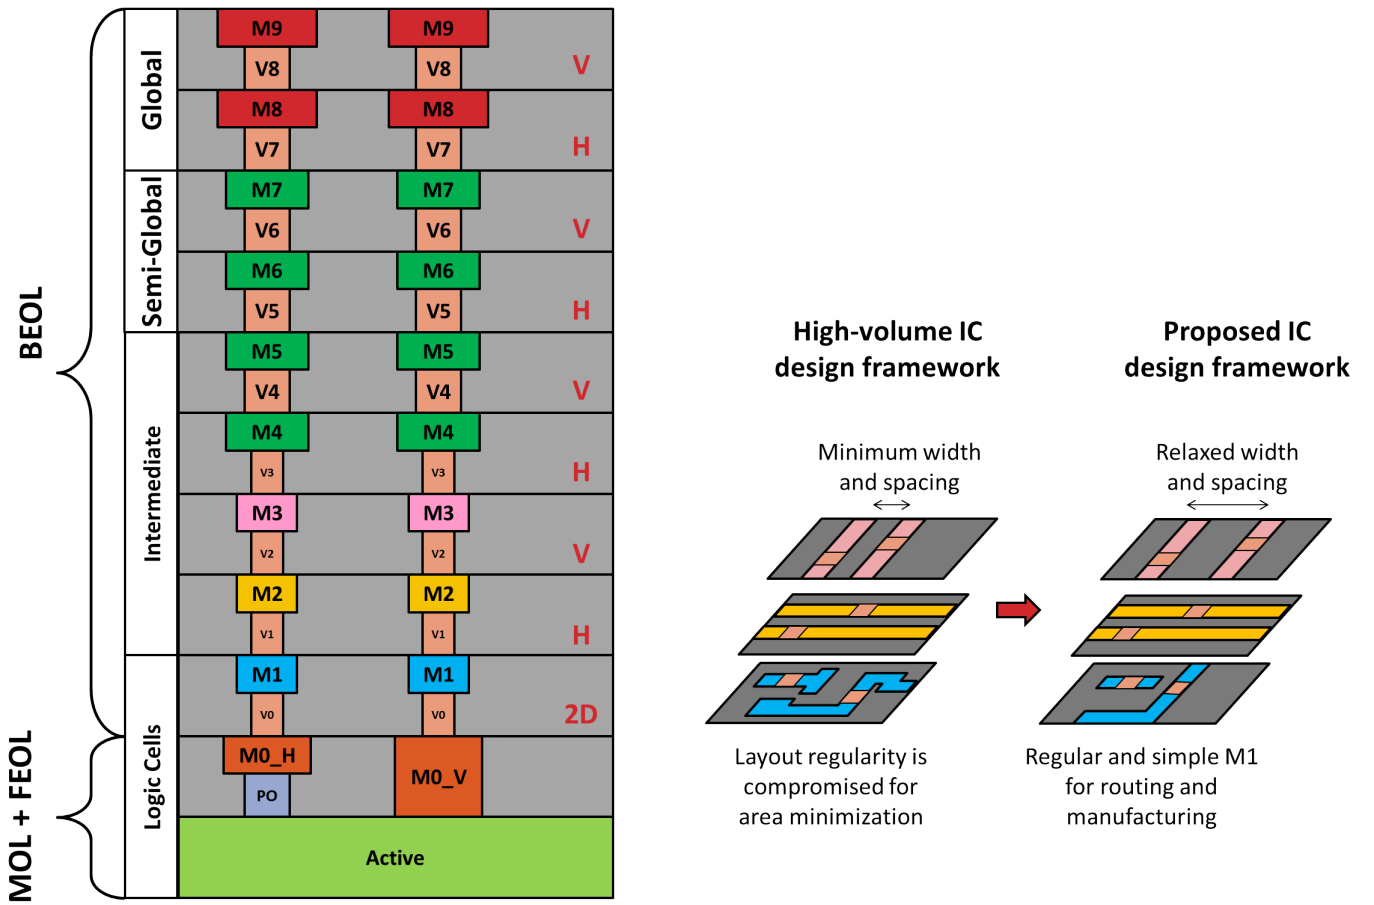 BEOL
MOL + FEOL
Global
Semi-Global
Intermediate
Logic Cells
M9 M9
V8 V8 V
M8 M8
V7 V7 H
M7 M7
V6 V6 V
M6 M6
V5 V5 H
M5 M5
V4 V4 V
M4 M4
V3 V3 H
M3 M3
V2 V2 V
M2 M2
V1 V1 H
M1 M1
V0 V0 2D
M0_H M0_V
PO
Active
High-volume IC
design framework
Minimum width
and spacing
Layout regularity is
compromised for
area minimization
Proposed IC
design framework
Relaxed width
and spacing
Regular and simple M1
for routing and
manufacturing